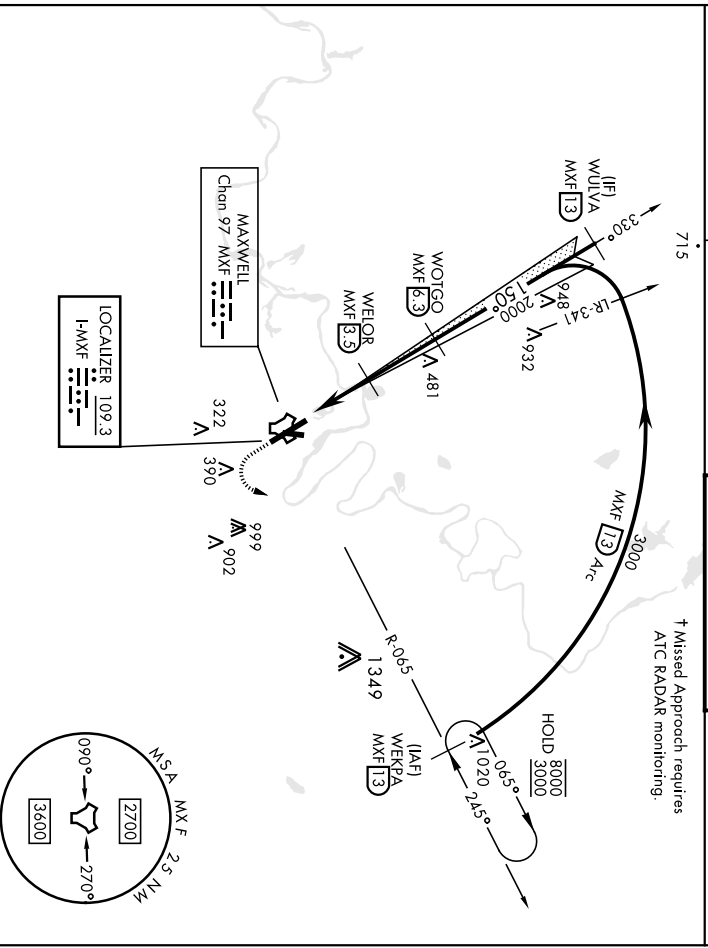 † Missed Approach requires
ATC RADAR monitoring.
715
330°
(IF)
WULVA
MXF 13
LR-341
948
932
2000
150°
WOTGO
MXF 6.3
481
WELOR
MXF 3.5
3000
MXF 13 Arc
HOLD 8000
3000
1020
065°
245°
(IAF)
WEKPA
MXF 13
R-065
1349
MAXWELL
Chan 97 MXF
LOCALIZER 109.3
I-MXF
322
390
999
902
MSA MXF 25 NM
2700
090°
270°
3600